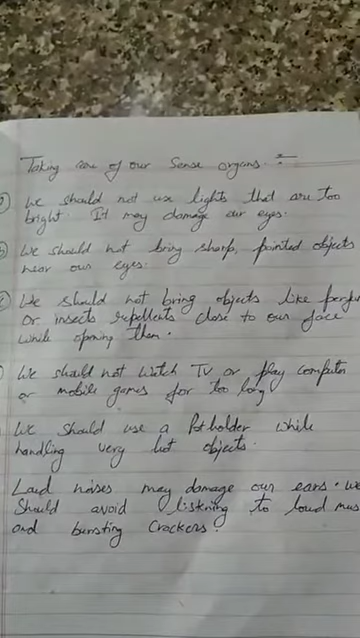 Taking care of our Sense organs :-
a) We should not use lights that are too
bright. It may damage our eyes.
b) We should not bring sharp, pointed objects
near our eyes.
c) We should not bring objects like
or insects repellents close to our face
while opening them.
We should not watch TV or play computer
or mobile games for too long
We should use a Potholder while
handling very hot objects.
Loud noises may damage our ears. We
should avoid listening to loud
and bursting crackers.